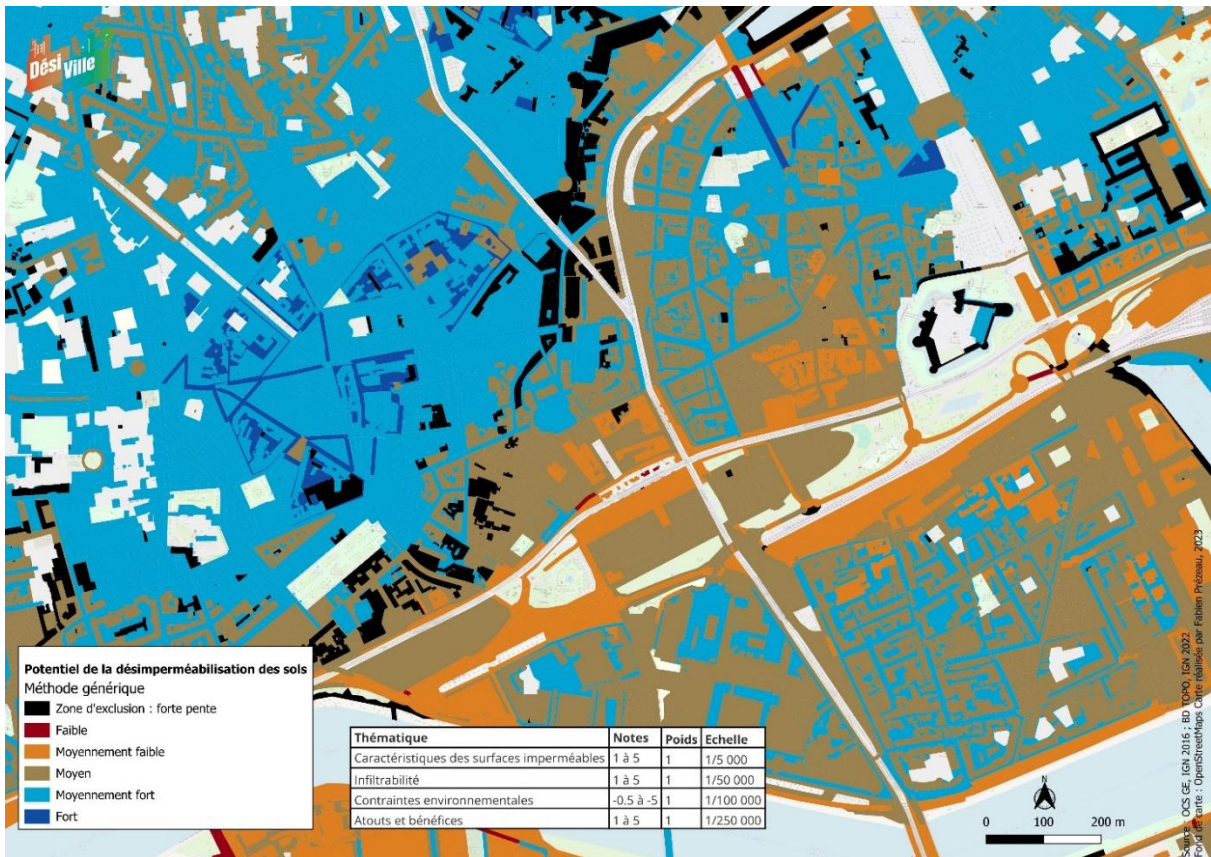 Dési Ville
Potentiel de la désimperméabilisation des sols
Méthode générique
Zone d'exclusion : forte pente
Faible
Moyennement faible
Moyen
Moyennement fort
Fort
Thématique Notes Poids Echelle
Caractéristiques des surfaces imperméables 1 à 5 1 1/5 000
Infiltrabilité 1 à 5 1 1/50 000
Contraintes environnementales -0.5 à -5 1 1/100 000
Atouts et bénéfices 1 à 5 1 1/250 000
N
0 100 200 m
Source : OCS GE, IGN 2016 ; BD TOPO, IGN 2022
Fond de carte : OpenStreetMaps Carte réalisée par Fabien Prézeau, 2023